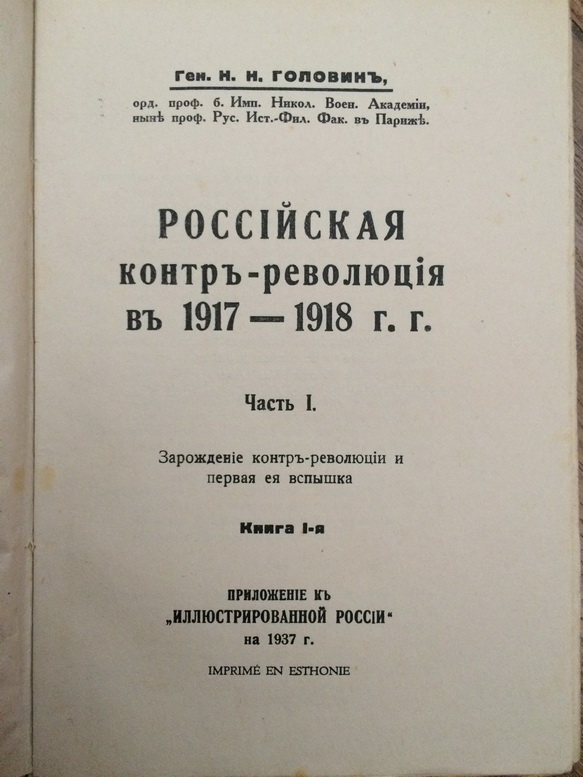 Ген. Н. Н. ГОЛОВИНЪ,
орд. проф. б. Имп. Никол. Воен. Академіи,
нынѣ проф. Рус. Ист.-Фил. Фак. въ Парижѣ.
РОССІЙСКАЯ
контръ-революція
въ 1917 — 1918 г. г.
Часть I.
Зарожденіе контръ-революціи и
первая ея вспышка
Книга I-я
ПРИЛОЖЕНІЕ КЪ
„ИЛЛЮСТРИРОВАННОЙ РОССІИ“
на 1937 г.
IMPRIMÉ EN ESTHONIE